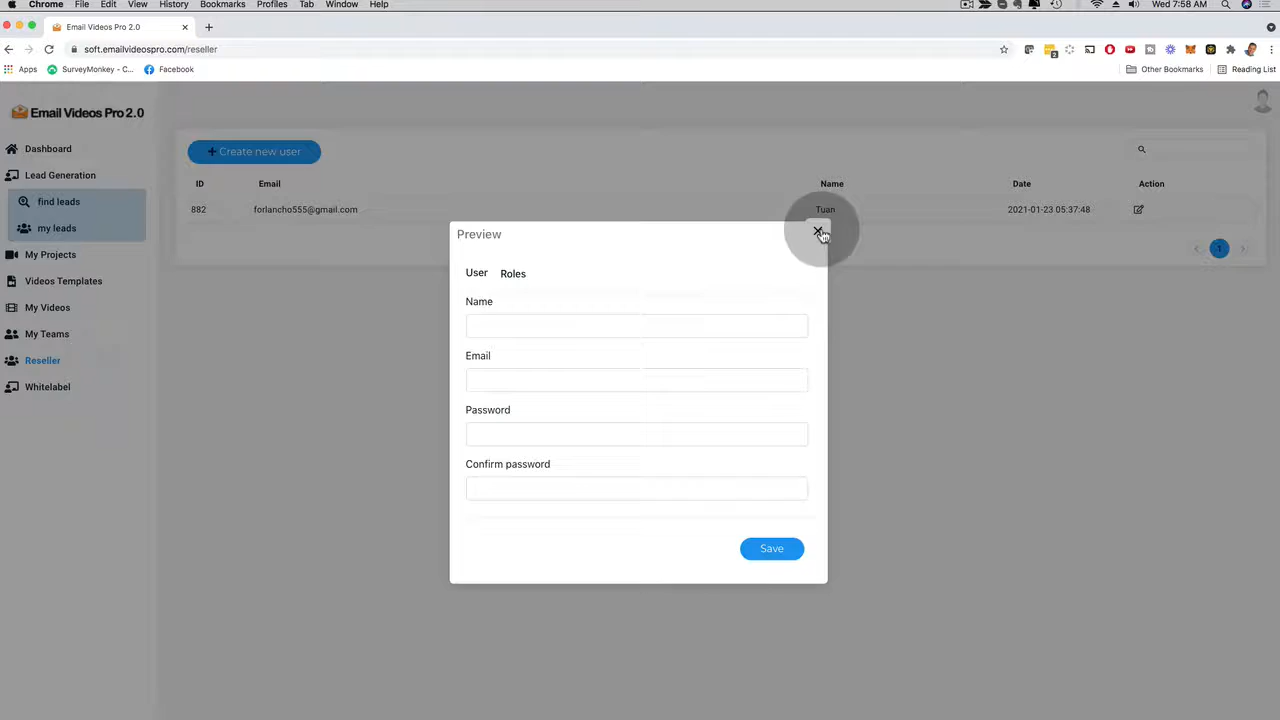 Chrome File Edit View History Bookmarks Profiles Tab Window Help Wed 7:58 AM
Email Videos Pro 2.0
soft.emailvideospro.com/reseller
Apps SurveyMonkey - C... Facebook Other Bookmarks Reading List
Email Videos Pro 2.0
Dashboard
Lead Generation
find leads
my leads
My Projects
Videos Templates
My Videos
My Teams
Reseller
Whitelabel
Create new user
ID Email Name Date Action
882 forlancho555@gmail.com Tuan 2021-01-23 05:37:48
1
Preview
User Roles
Name
Email
Password
Confirm password
Save